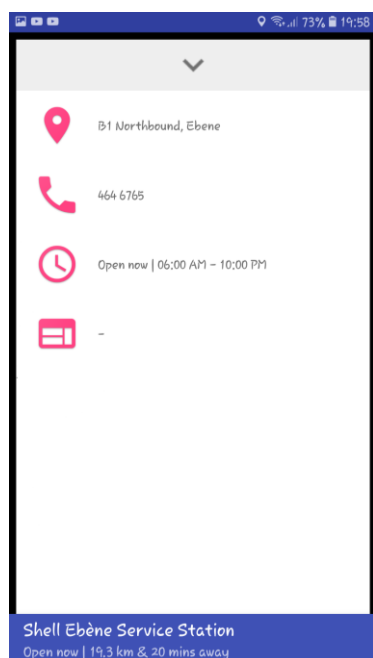 73% 19:58
B1 Northbound, Ebene
464 6765
Open now | 06:00 AM - 10:00 PM
-
Shell Ebène Service Station
Open now | 19.3 km & 20 mins away